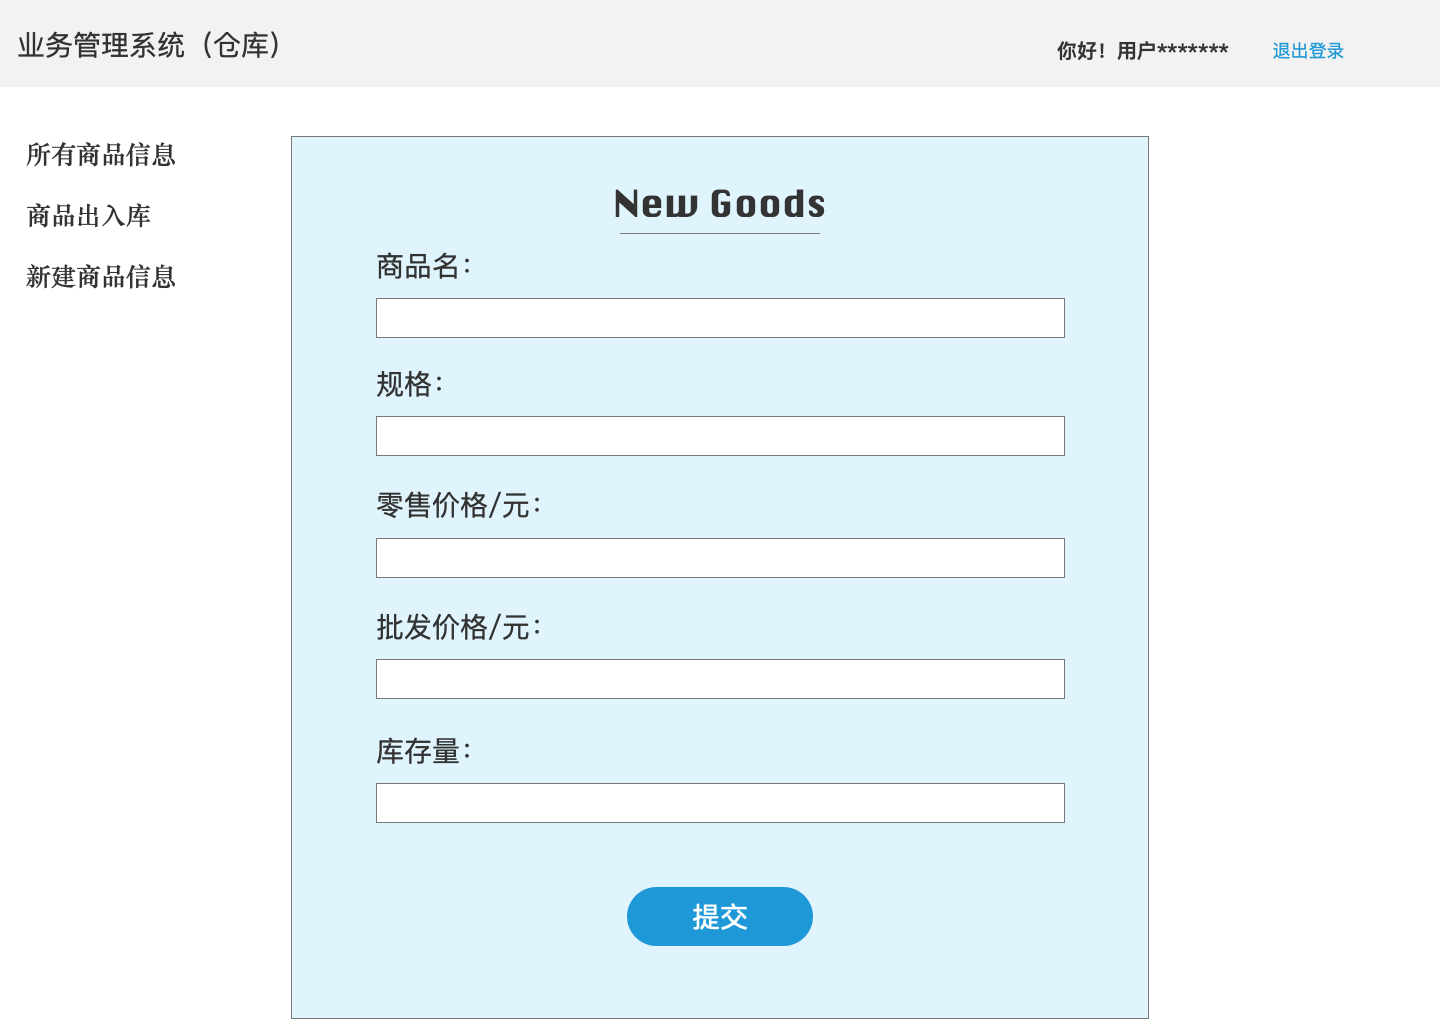 业务管理系统（仓库）
你好！用户*******
退出登录
所有商品信息
商品出入库
新建商品信息
New Goods
商品名：
规格：
零售价格/元：
批发价格/元：
库存量：
提交